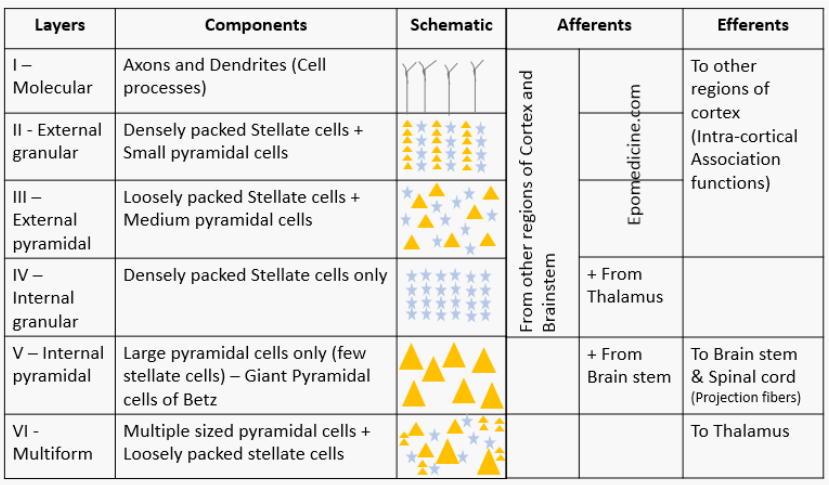 Layers
Components
Schematic
Afferents
Efferents
I –
Molecular
Axons and Dendrites (Cell
processes)
From other regions of Cortex and
Brainstem
Epomedicine.com
To other
regions of
cortex
(Intra-cortical
Association
functions)
II - External
granular
Densely packed Stellate cells +
Small pyramidal cells
III –
External
pyramidal
Loosely packed Stellate cells +
Medium pyramidal cells
IV –
Internal
granular
Densely packed Stellate cells only
+ From
Thalamus
V – Internal
pyramidal
Large pyramidal cells only (few
stellate cells) – Giant Pyramidal
cells of Betz
+ From
Brain stem
To Brain stem
& Spinal cord
(Projection fibers)
VI -
Multiform
Multiple sized pyramidal cells +
Loosely packed stellate cells
To Thalamus